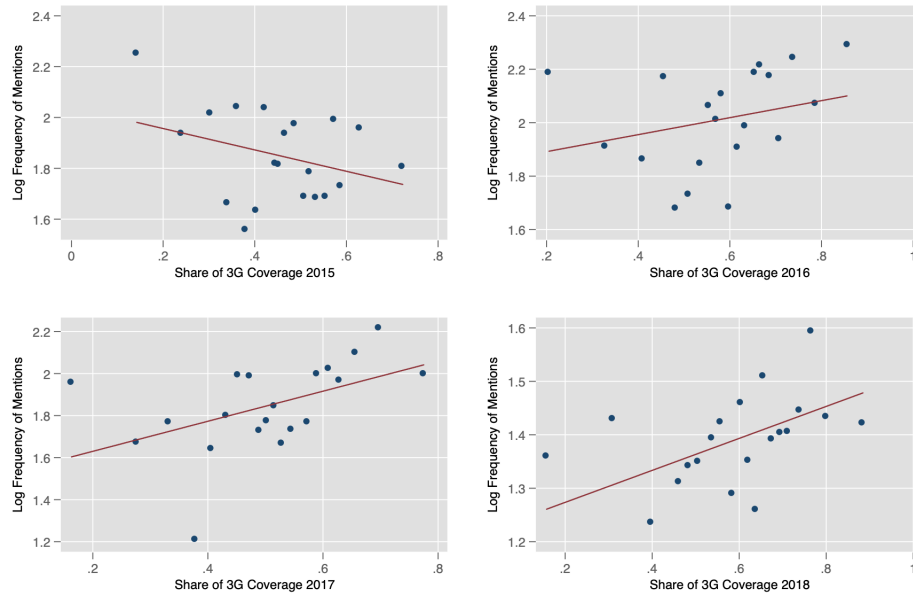 2.4
2.2
2
1.8
1.6
Log Frequency of Mentions
0 .2 .4 .6 .8
Share of 3G Coverage 2015
2.4
2.2
2
1.8
1.6
Log Frequency of Mentions
.2 .4 .6 .8 1
Share of 3G Coverage 2016
2.2
2
1.8
1.6
1.4
1.2
Log Frequency of Mentions
.2 .4 .6 .8
Share of 3G Coverage 2017
1.6
1.5
1.4
1.3
1.2
Log Frequency of Mentions
.2 .4 .6 .8 1
Share of 3G Coverage 2018